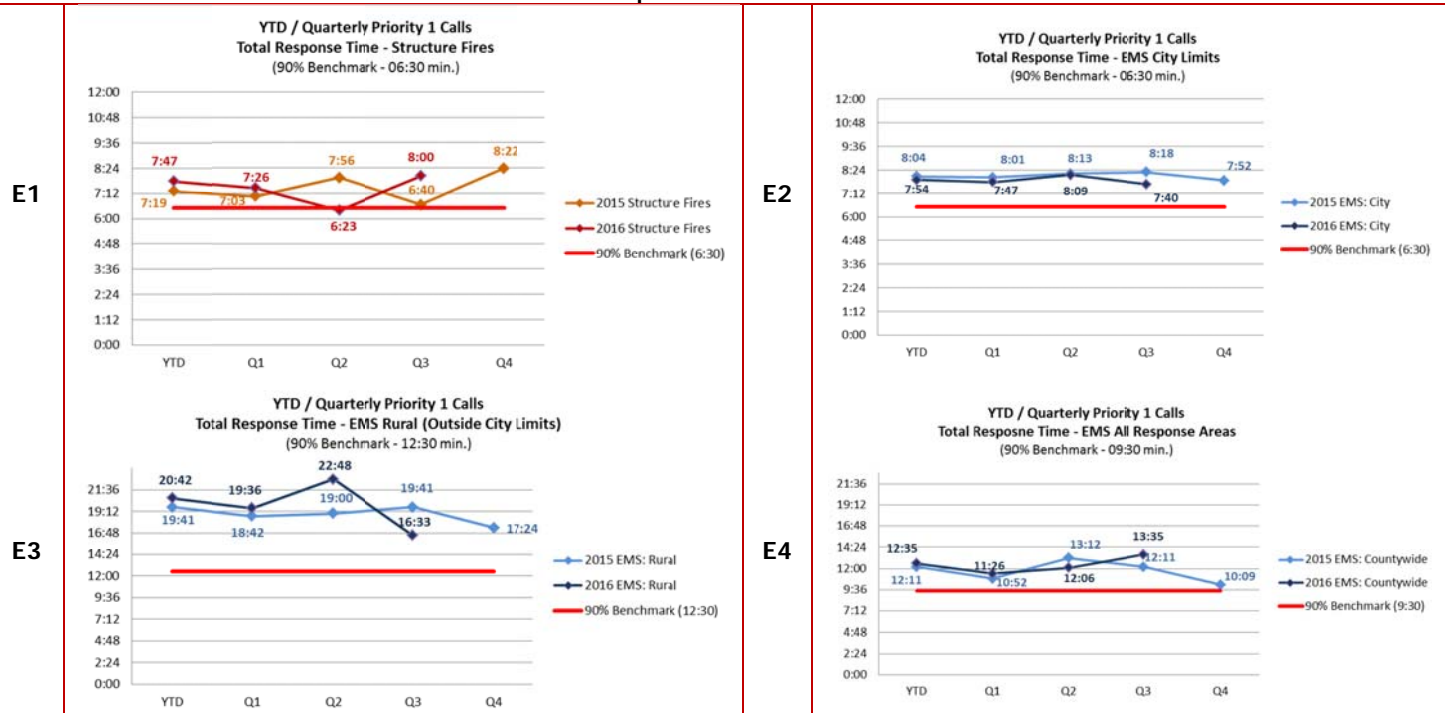 E1
YTD / Quarterly Priority 1 Calls
Total Response Time - Structure Fires
(90% Benchmark - 06:30 min.)
12:00
10:48
9:36
8:24
7:12
6:00
4:48
3:36
2:24
1:12
0:00
7:47
7:26
7:56
8:00
8:22
7:19
7:03
6:40
6:23
YTD Q1 Q2 Q3 Q4
2015 Structure Fires
2016 Structure Fires
90% Benchmark (6:30)
E2
YTD / Quarterly Priority 1 Calls
Total Response Time - EMS City Limits
(90% Benchmark - 06:30 min.)
12:00
10:48
9:36
8:24
7:12
6:00
4:48
3:36
2:24
1:12
0:00
8:04
8:01
8:13
8:18
7:52
7:54
7:47
8:09
7:40
YTD Q1 Q2 Q3 Q4
2015 EMS: City
2016 EMS: City
90% Benchmark (6:30)
E3
YTD / Quarterly Priority 1 Calls
Total Response Time - EMS Rural (Outside City Limits)
(90% Benchmark - 12:30 min.)
21:36
19:12
16:48
14:24
12:00
9:36
7:12
4:48
2:24
0:00
20:42
19:36
22:48
19:41
19:00
19:41
18:42
16:33
17:24
YTD Q1 Q2 Q3 Q4
2015 EMS: Rural
2016 EMS: Rural
90% Benchmark (12:30)
E4
YTD / Quarterly Priority 1 Calls
Total Resposne Time - EMS All Response Areas
(90% Benchmark - 09:30 min.)
21:36
19:12
16:48
14:24
12:00
9:36
7:12
4:48
2:24
0:00
12:35
11:26
13:12
13:35
12:11
12:11
10:52
12:06
10:09
YTD Q1 Q2 Q3 Q4
2015 EMS: Countywide
2016 EMS: Countywide
90% Benchmark (9:30)